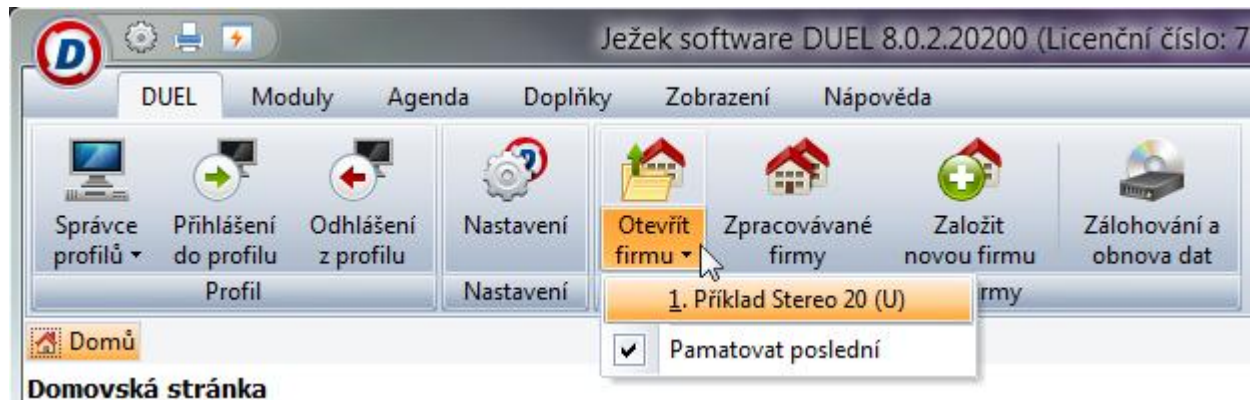 Ježek software DUEL 8.0.2.20200 (Licenční číslo: 7
D
DUEL Moduly Agenda Doplňky Zobrazení Nápověda
Správce profilů
Přihlášení do profilu
Odhlášení z profilu
Nastavení
Otevřít firmu
Zpracovávané firmy
Založit novou firmu
Zálohování a obnova dat
Profil
Nastavení
rmy
1. Příklad Stereo 20 (U)
Pamatovat poslední
Domů
Domovská stránka